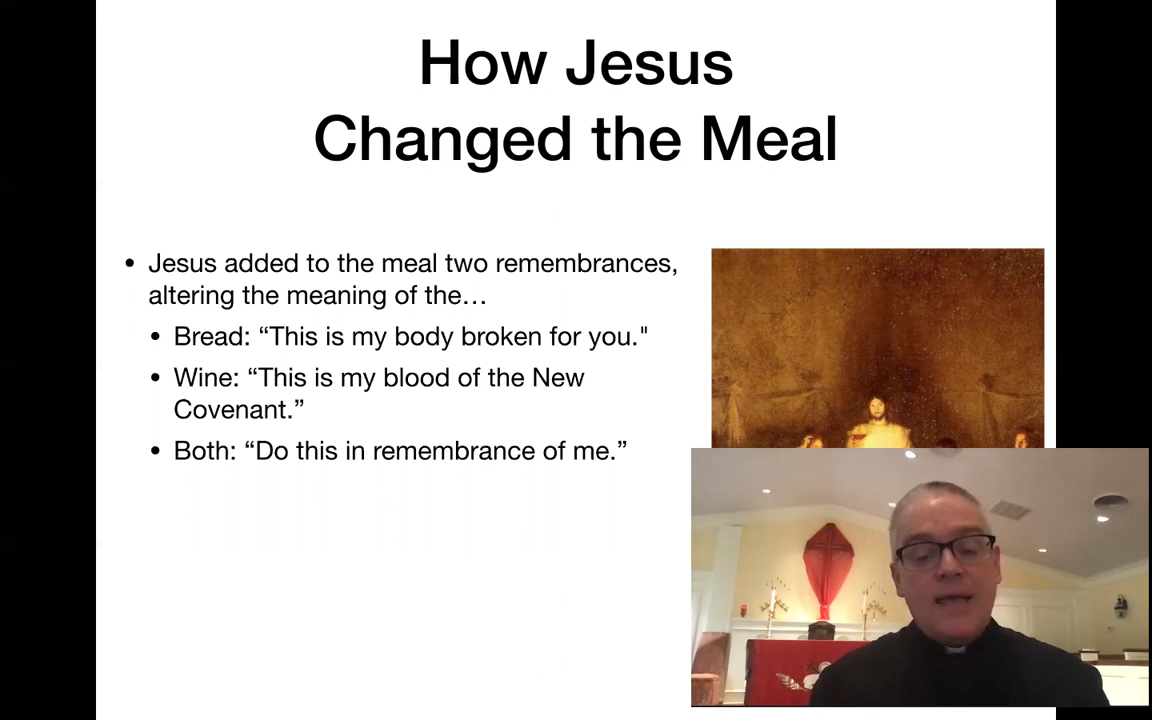 How Jesus
Changed the Meal
• Jesus added to the meal two remembrances,
altering the meaning of the…
• Bread: “This is my body broken for you."
• Wine: “This is my blood of the New
Covenant.”
• Both: “Do this in remembrance of me.”